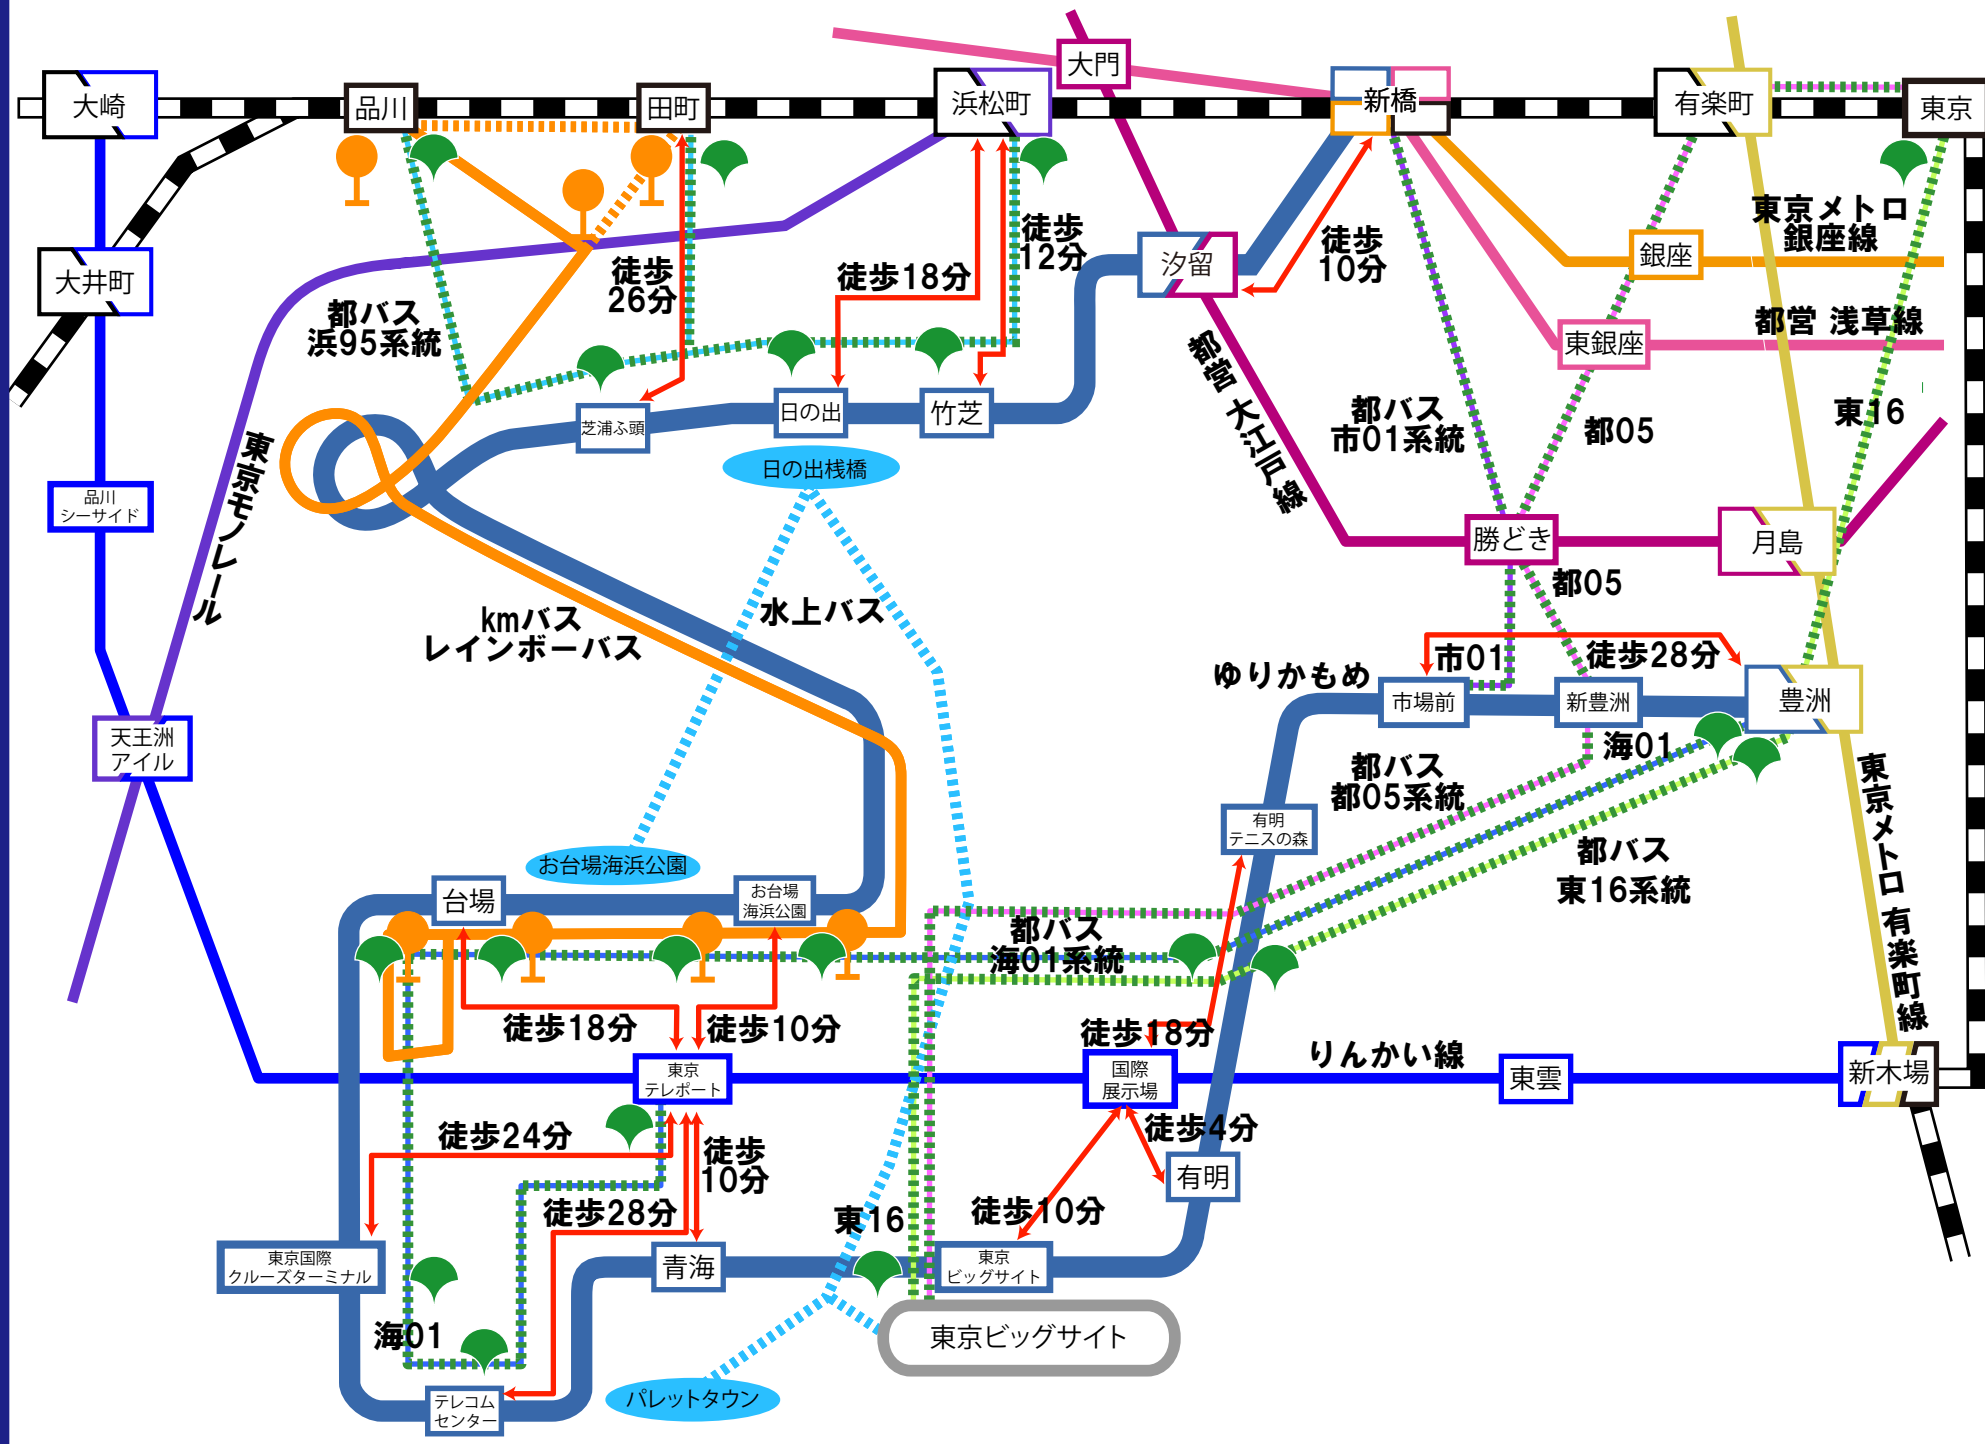 大門
大崎
品川
田町
浜松町
新橋
有楽町
東京
東京メトロ
銀座線
徒歩
12分
徒歩
10分
銀座
大井町
徒歩
26分
徒歩18分
汐留
都バス
浜95系統
都営 浅草線
東銀座
都営 大江戸線
芝浦ふ頭
日の出
竹芝
都バス
市01系統
都05
東16
東京モノレール
日の出桟橋
品川
シーサイド
勝どき
月島
都05
kmバス
レインボーバス
水上バス
市01
徒歩28分
ゆりかもめ
市場前
新豊洲
豊洲
天王洲
アイル
海01
都バス
都05系統
東京メトロ 有楽町線
有明
テニスの森
お台場海浜公園
都バス
東16系統
台場
お台場
海浜公園
都バス
海01系統
徒歩18分
徒歩10分
徒歩18分
りんかい線
東京
テレポート
国際
展示場
東雲
新木場
徒歩24分
徒歩
10分
徒歩4分
有明
徒歩28分
東16
徒歩10分
東京国際
クルーズターミナル
青海
東京
ビッグサイト
海01
東京ビッグサイト
テレコム
センター
パレットタウン